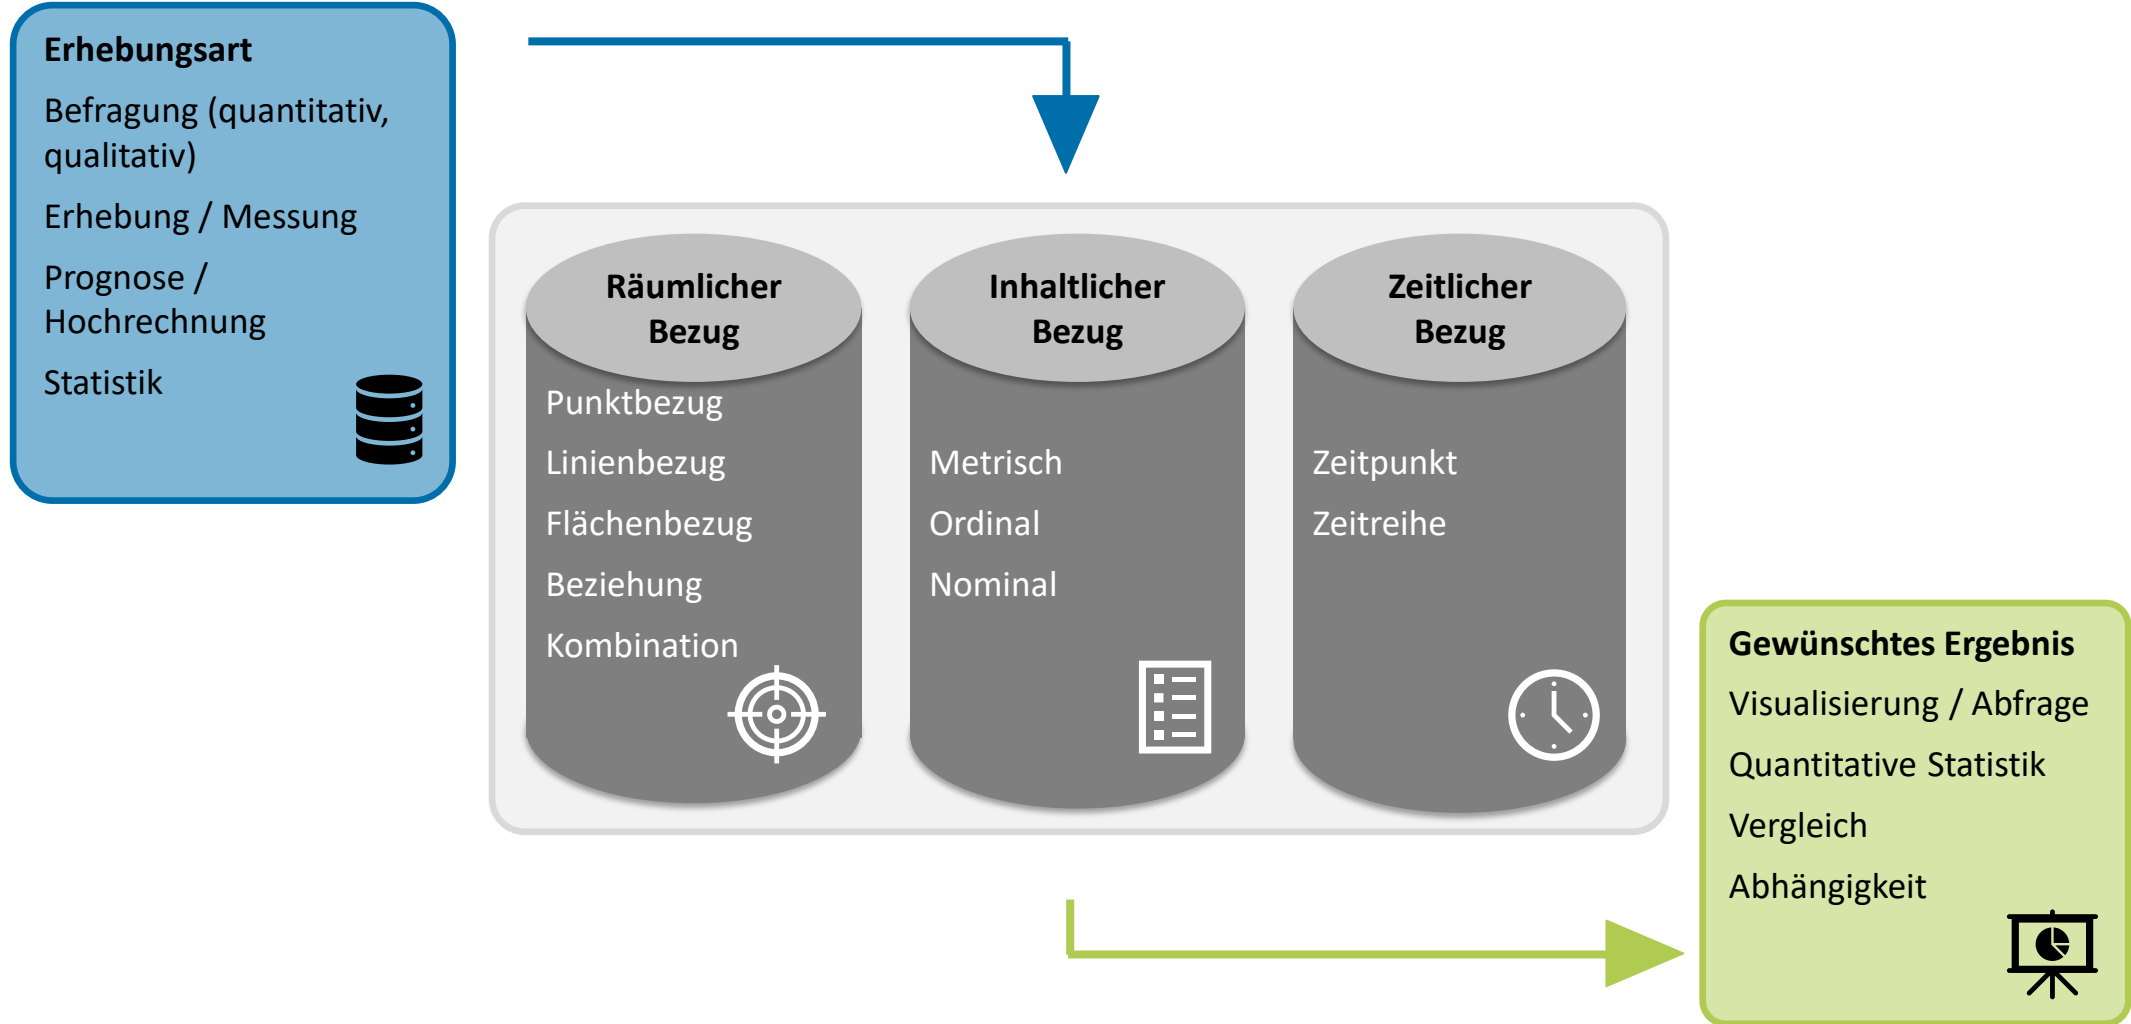 Erhebungsart
Befragung (quantitativ,
qualitativ)
Erhebung / Messung
Prognose /
Hochrechnung
Statistik
Räumlicher
Bezug
Punktbezug
Linienbezug
Flächenbezug
Beziehung
Kombination
Inhaltlicher
Bezug
Metrisch
Ordinal
Nominal
Zeitlicher
Bezug
Zeitpunkt
Zeitreihe
Gewünschtes Ergebnis
Visualisierung / Abfrage
Quantitative Statistik
Vergleich
Abhängigkeit